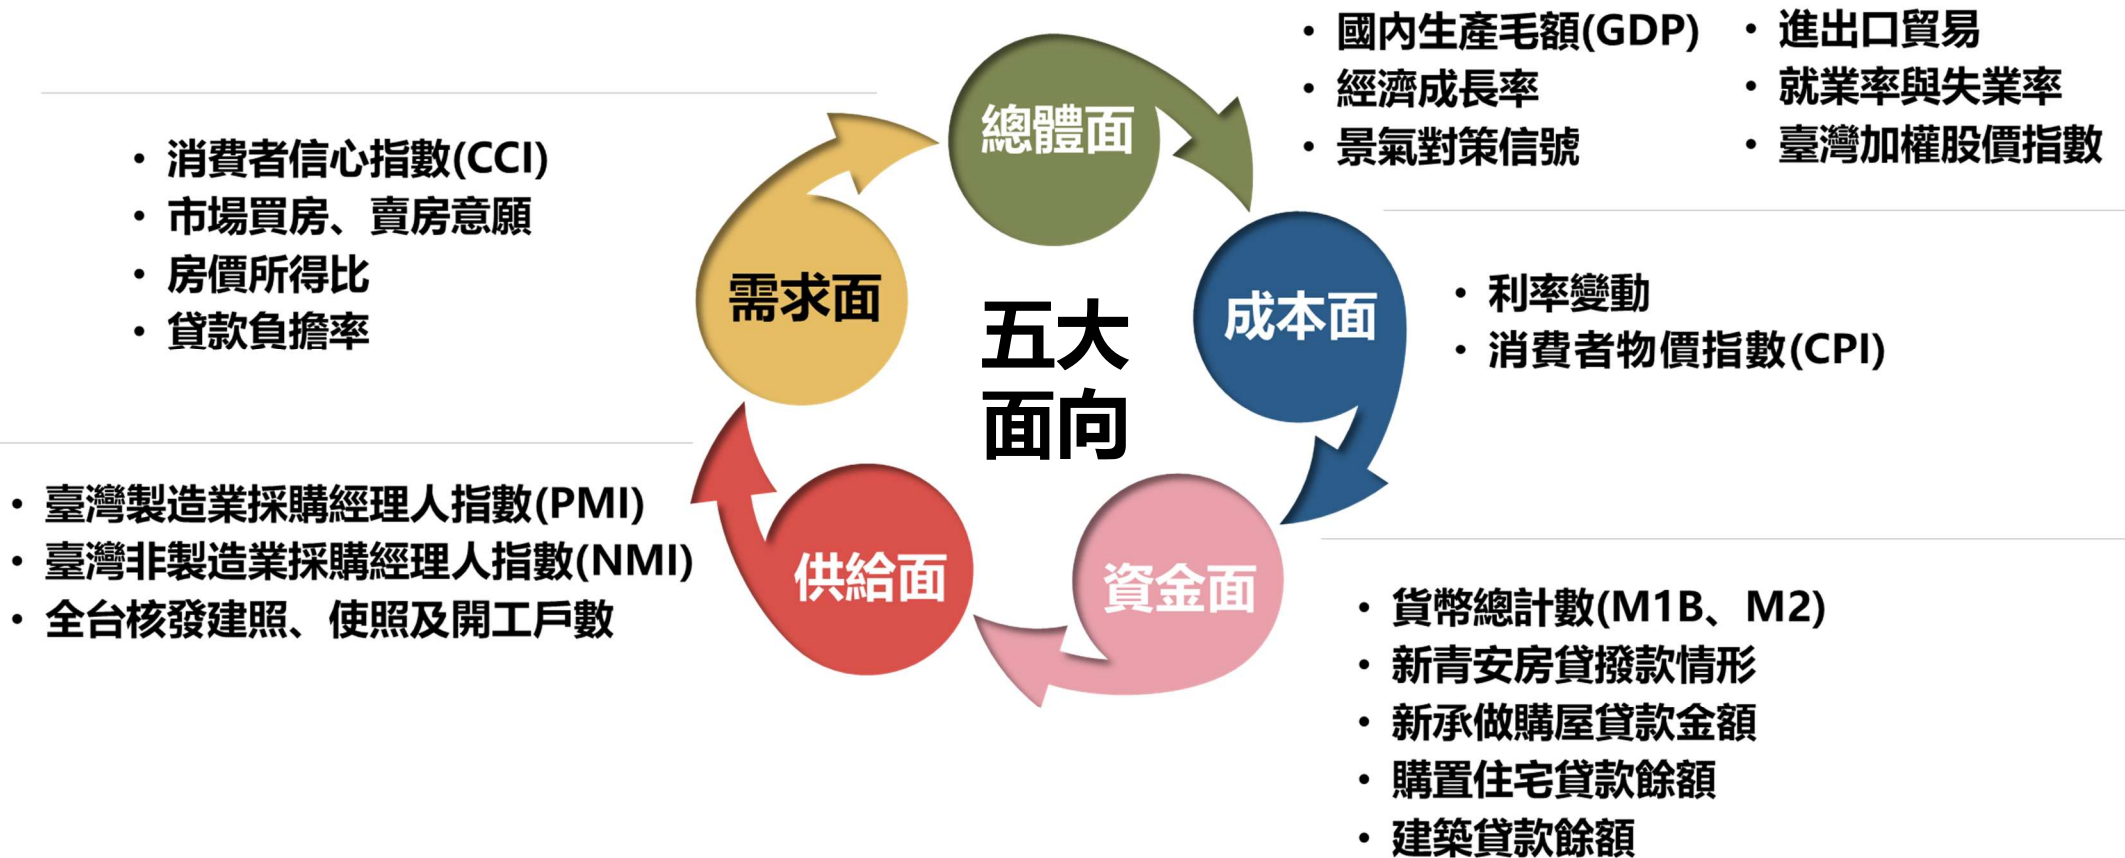 總體面
• 國內生產毛額(GDP)
• 經濟成長率
• 景氣對策信號
• 進出口貿易
• 就業率與失業率
• 臺灣加權股價指數
成本面
• 利率變動
• 消費者物價指數(CPI)
資金面
• 貨幣總計數(M1B、M2)
• 新青安房貸撥款情形
• 新承做購屋貸款金額
• 購置住宅貸款餘額
• 建築貸款餘額
供給面
• 臺灣製造業採購經理人指數(PMI)
• 臺灣非製造業採購經理人指數(NMI)
• 全台核發建照、使照及開工戶數
需求面
• 消費者信心指數(CCI)
• 市場買房、賣房意願
• 房價所得比
• 貸款負擔率
五大
面向